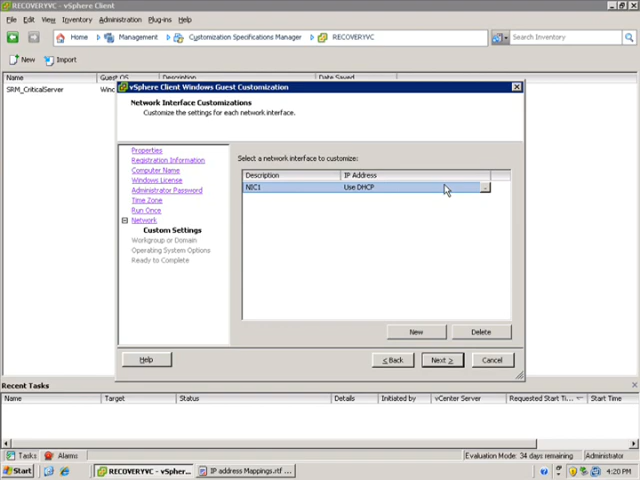 RECOVERYVC - vSphere Client
File Edit View Inventory Administration Plug-ins Help
Home Management Customization Specifications Manager RECOVERYVC Search Inventory
New Import
Name Guest OS Description Date Saved
SRM_CriticalServer
vSphere Client Windows Guest Customization
Network Interface Customizations
Customize the settings for each network interface.
Properties
Registration Information
Computer Name
Windows License
Administrator Password
Time Zone
Run Once
Network
Custom Settings
Workgroup or Domain
Operating System Options
Ready to Complete
Select a network interface to customize:
Description IP Address
NIC1 Use DHCP
New Delete
Help < Back Next > Cancel
Recent Tasks
Name Target Status Details Initiated by vCenter Server Requested Start Ti... Start Time
Tasks Alarms Evaluation Mode: 34 days remaining Administrator
Start RECOVERYVC - vSpher... IP address Mappings.rtf ... 4:20 PM